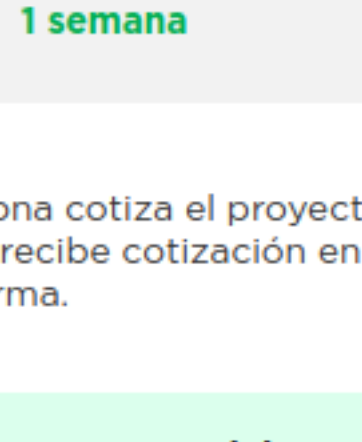 1 semana
ona cotiza el proyect
recibe cotización en
rma.